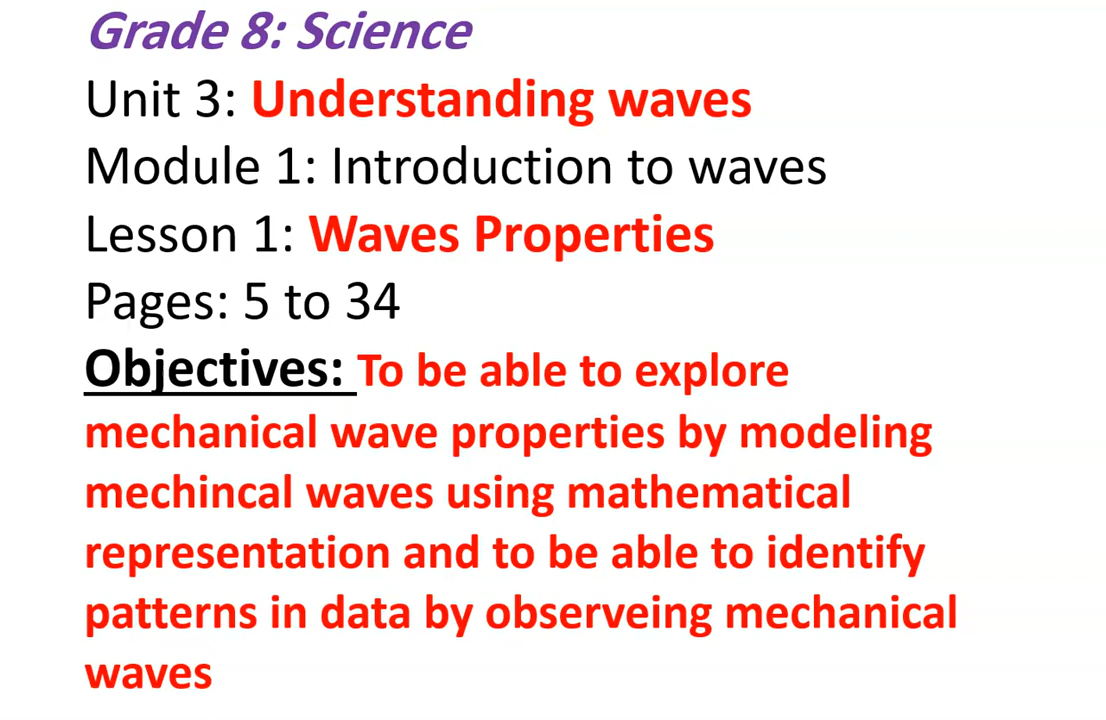 Grade 8: Science
Unit 3: Understanding waves
Module 1: Introduction to waves
Lesson 1: Waves Properties
Pages: 5 to 34
Objectives: To be able to explore
mechanical wave properties by modeling
mechincal waves using mathematical
representation and to be able to identify
patterns in data by observeing mechanical
waves